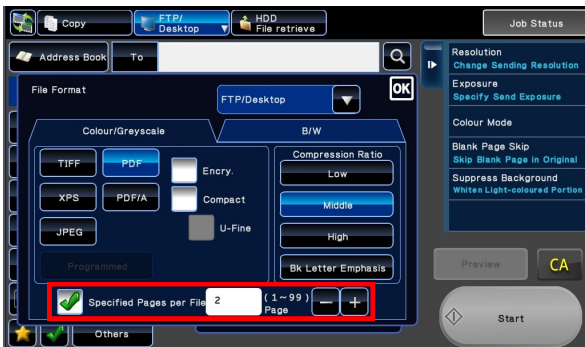 Copy
FTP/
Desktop
HDD
File retrieve
Job Status
Address Book
To
File Format
FTP/Desktop
OK
Colour/Greyscale
B/W
TIFF
PDF
Encry.
XPS
PDF/A
Compact
JPEG
U-Fine
Programmed
Compression Ratio
Low
Middle
High
Bk Letter Emphasis
Specified Pages per File
2
(1~99)
Page
Others
Resolution
Change Sending Resolution
Exposure
Specify Send Exposure
Colour Mode
Blank Page Skip
Skip Blank Page in Original
Suppress Background
Whiten Light-coloured Portion
Preview
CA
Start